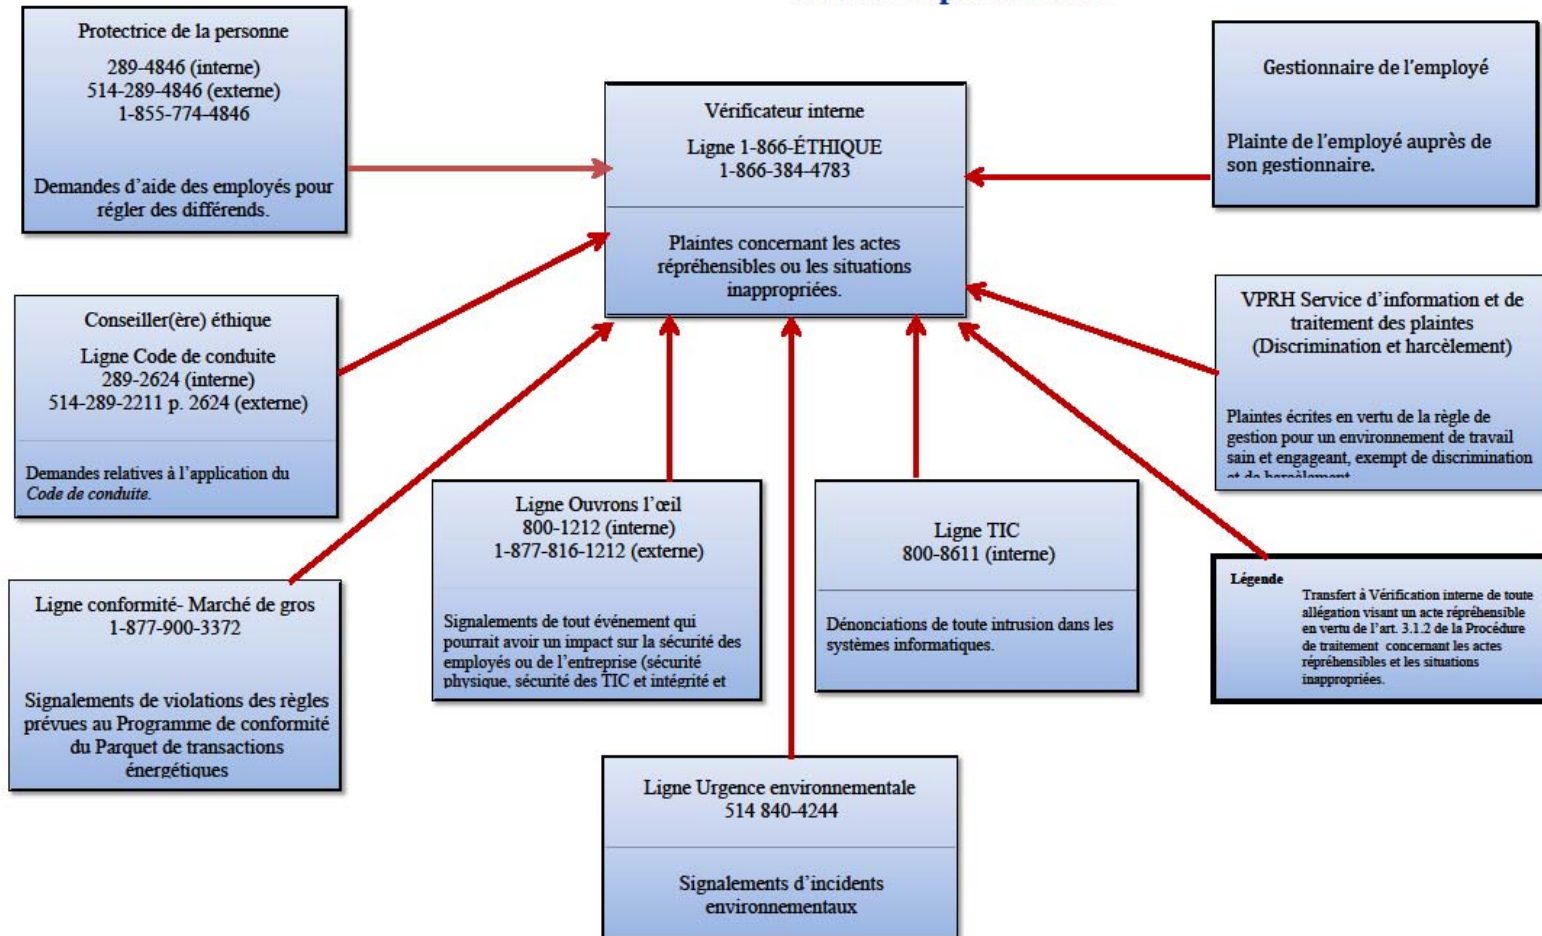 Protectrice de la personne
289-4846 (interne)
514-289-4846 (externe)
1-855-774-4846
Demandes d'aide des employés pour
régler des différends.
Vérificateur interne
Ligne 1-866-ÉTHIQUE
1-866-384-4783
Plaintes concernant les actes
répréhensibles ou les situations
inappropriées.
Gestionnaire de l'employé
Plainte de l'employé auprès de
son gestionnaire.
Conseiller(ère) éthique
Ligne Code de conduite
289-2624 (interne)
514-289-2211 p. 2624 (externe)
Demandes relatives à l'application du
Code de conduite.
VPRH Service d'information et de
traitement des plaintes
(Discrimination et harcèlement)
Plaintes écrites en vertu de la règle de
gestion pour un environnement de travail
sain et engageant, exempt de discrimination
et de harcèlement
Ligne conformité- Marché de gros
1-877-900-3372
Signalements de violations des règles
prévues au Programme de conformité
du Parquet de transactions
énergétiques
Ligne Ouvrons l'œil
800-1212 (interne)
1-877-816-1212 (externe)
Signalements de tout événement qui
pourrait avoir un impact sur la sécurité des
employés ou de l'entreprise (sécurité
physique, sécurité des TIC et intégrité et
Ligne TIC
800-8611 (interne)
Dénonciations de toute intrusion dans les
systèmes informatiques.
Légende
Transfert à Vérification interne de toute
allégation visant un acte répréhensible
en vertu de l'art. 3.1.2 de la Procédure
de traitement concernant les actes
répréhensibles et les situations
inappropriées.
Ligne Urgence environnementale
514 840-4244
Signalements d'incidents
environnementaux